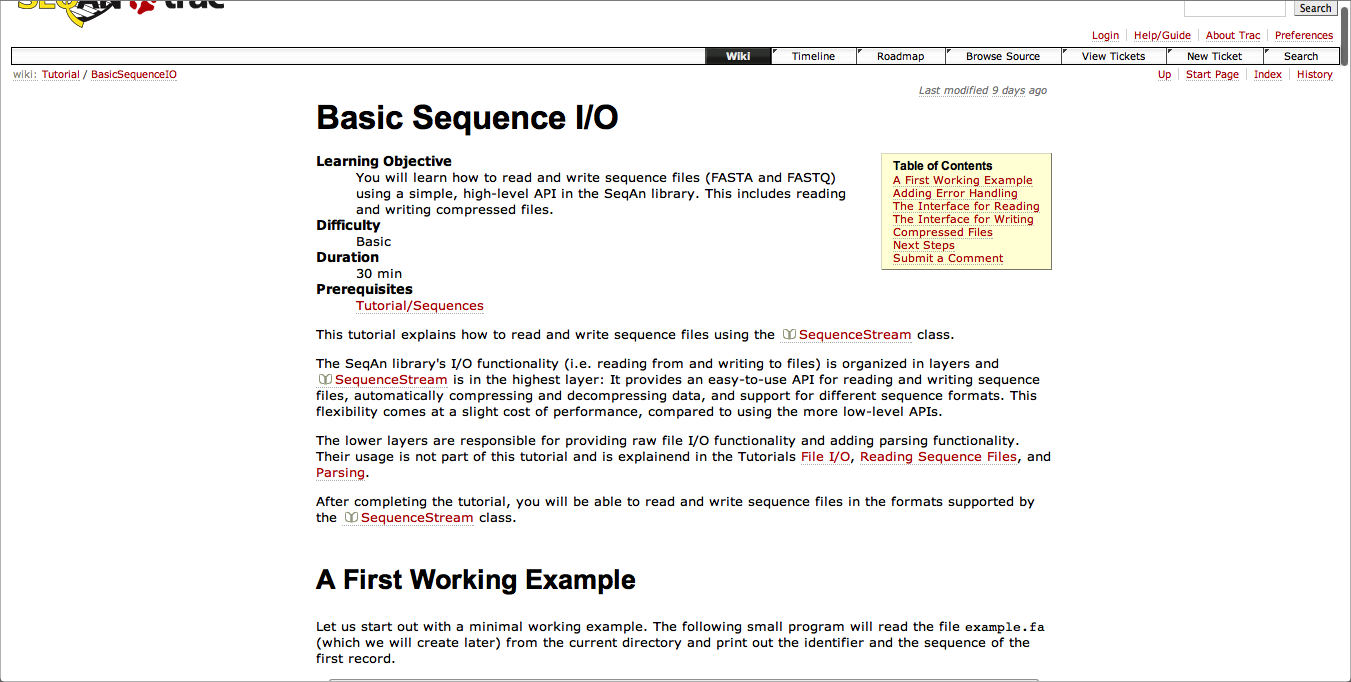 SEQAN trac
Search
Login Help/Guide About Trac Preferences
Wiki Timeline Roadmap Browse Source View Tickets New Ticket Search
wiki: Tutorial / BasicSequenceIO
Up Start Page Index History
Last modified 9 days ago
Basic Sequence I/O
Learning Objective
You will learn how to read and write sequence files (FASTA and FASTQ)
using a simple, high-level API in the SeqAn library. This includes reading
and writing compressed files.
Difficulty
Basic
Duration
30 min
Prerequisites
Tutorial/Sequences
Table of Contents
A First Working Example
Adding Error Handling
The Interface for Reading
The Interface for Writing
Compressed Files
Next Steps
Submit a Comment
This tutorial explains how to read and write sequence files using the SequenceStream class.
The SeqAn library's I/O functionality (i.e. reading from and writing to files) is organized in layers and
SequenceStream is in the highest layer: It provides an easy-to-use API for reading and writing sequence
files, automatically compressing and decompressing data, and support for different sequence formats. This
flexibility comes at a slight cost of performance, compared to using the more low-level APIs.
The lower layers are responsible for providing raw file I/O functionality and adding parsing functionality.
Their usage is not part of this tutorial and is explainend in the Tutorials File I/O, Reading Sequence Files, and
Parsing.
After completing the tutorial, you will be able to read and write sequence files in the formats supported by
the SequenceStream class.
A First Working Example
Let us start out with a minimal working example. The following small program will read the file example.fa
(which we will create later) from the current directory and print out the identifier and the sequence of the
first record.